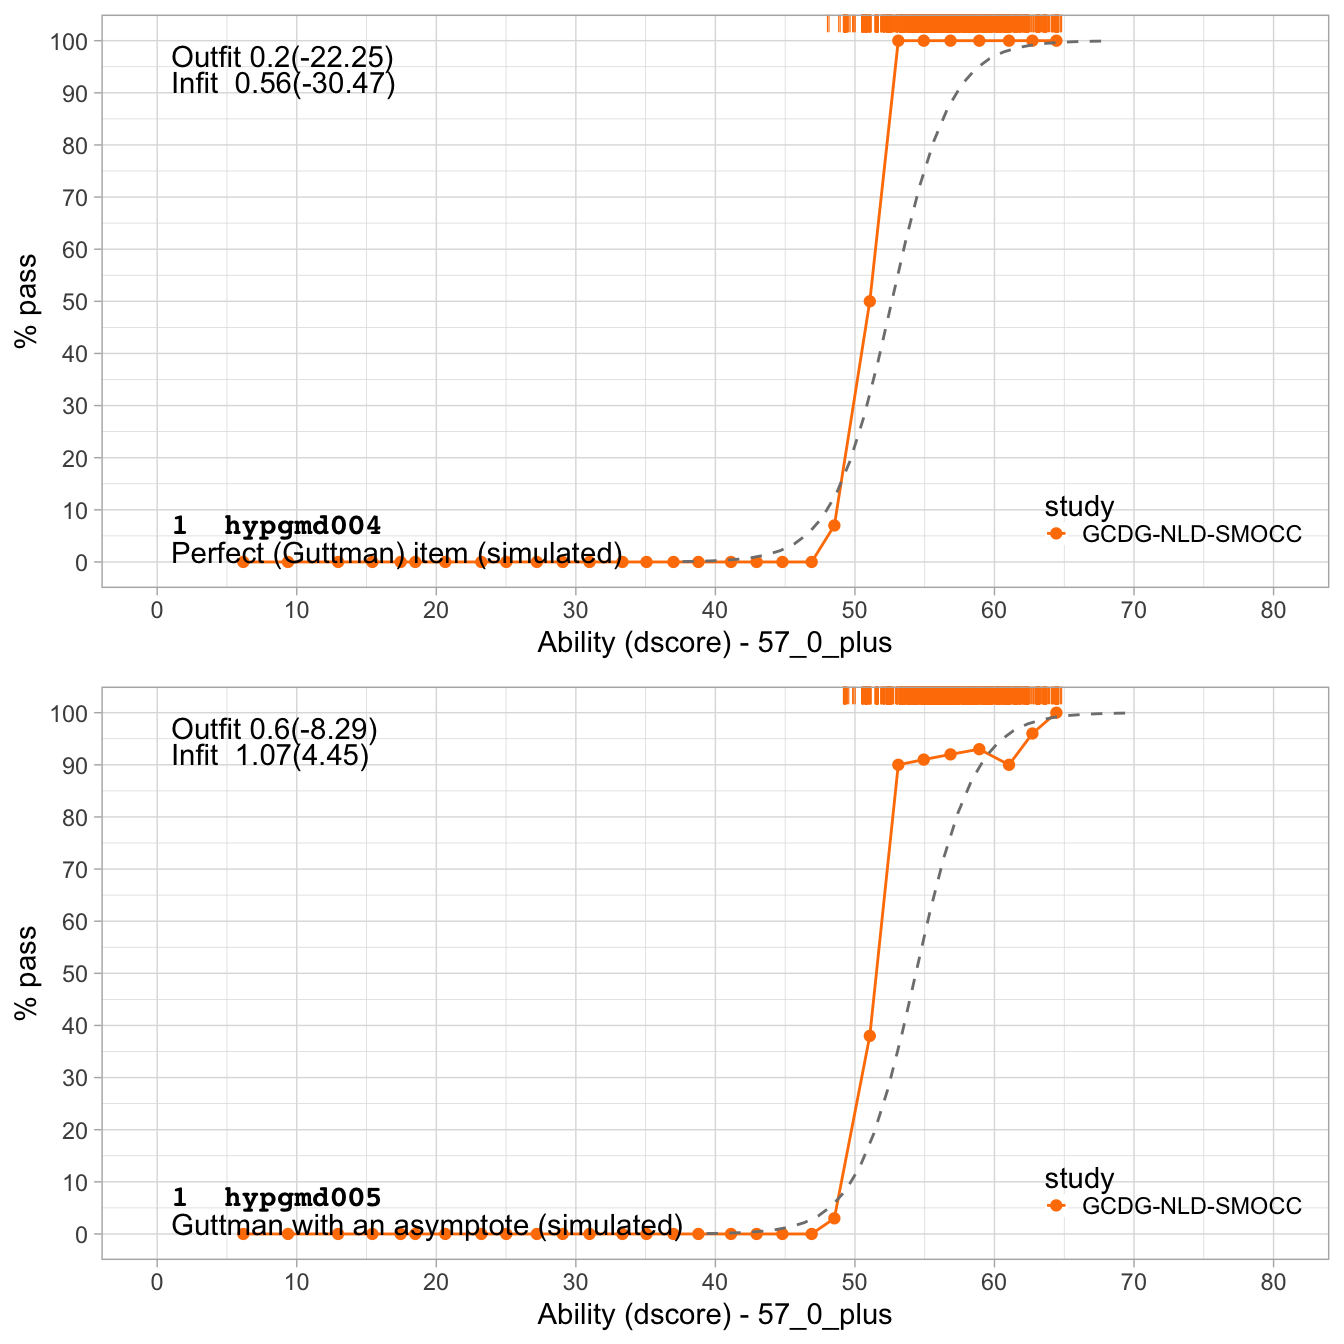 Outfit 0.2(-22.25)
Infit  0.56(-30.47)
100
90
80
70
60
50
40
30
20
10
0
% pass
1  hypgmd004
Perfect (Guttman) item (simulated)
study
GCDG-NLD-SMOCC
0 10 20 30 40 50 60 70 80
Ability (dscore) - 57_0_plus
Outfit 0.6(-8.29)
Infit  1.07(4.45)
100
90
80
70
60
50
40
30
20
10
0
% pass
1  hypgmd005
Guttman with an asymptote (simulated)
study
GCDG-NLD-SMOCC
0 10 20 30 40 50 60 70 80
Ability (dscore) - 57_0_plus